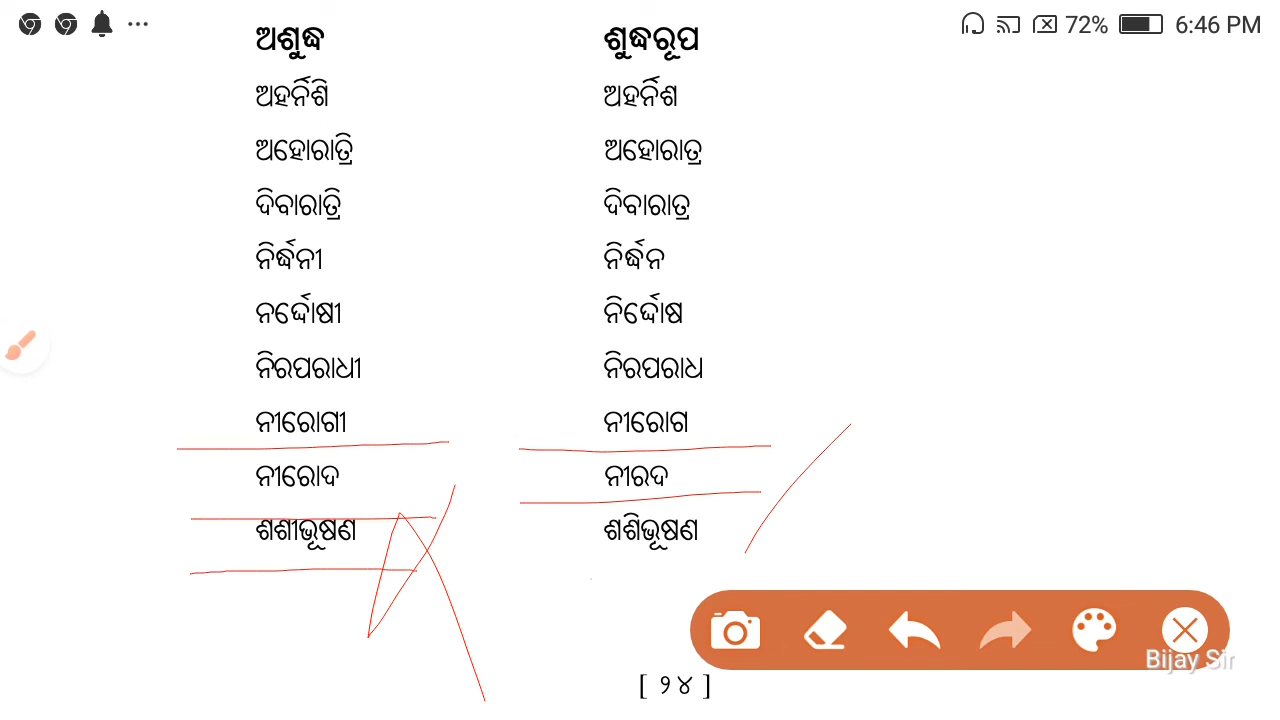 72% 6:46 PM
ଅଶୁଦ୍ଧ ଶୁଦ୍ଧରୂପ
ଅହର୍ନିଶି ଅହର୍ନିଶ
ଅହୋରାତ୍ରି ଅହୋରାତ୍ର
ଦିବାରାତ୍ରି ଦିବାରାତ୍ର
ନିର୍ଦ୍ଧନୀ ନିର୍ଦ୍ଧନ
ନର୍ଦ୍ଦୋଷୀ ନିର୍ଦ୍ଦୋଷ
ନିରପରାଧୀ ନିରପରାଧ
ନୀରୋଗୀ ନୀରୋଗ
ନୀରୋଦ ନୀରଦ
ଶଶୀଭୂଷଣ ଶଶିଭୂଷଣ
Bijay Sir
[ ୨୪ ]